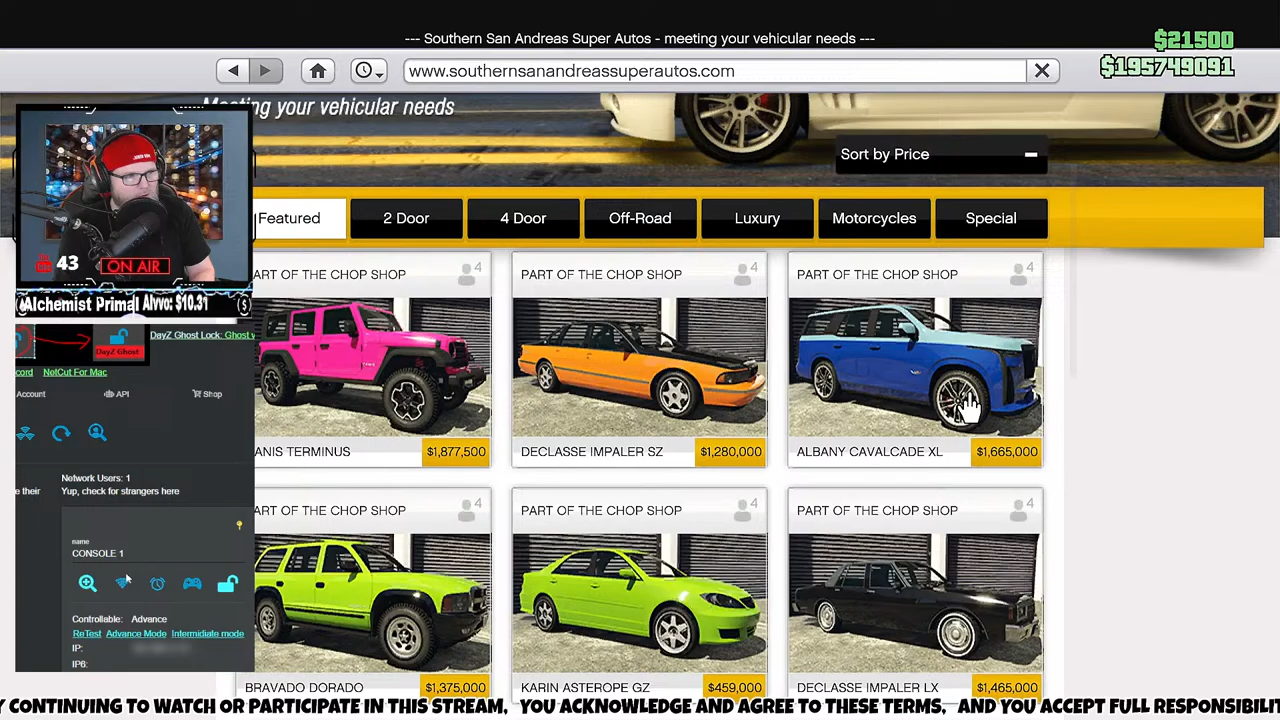 --- Southern San Andreas Super Autos - meeting your vehicular needs ---
$21500
$195749091
www.southernsanandreassuperautos.com
Meeting your vehicular needs
Sort by Price
Featured
2 Door
4 Door
Off-Road
Luxury
Motorcycles
Special
43
ON AIR
Alchemist Primal Alvvo: $10.31
PART OF THE CHOP SHOP
4
PART OF THE CHOP SHOP
4
PART OF THE CHOP SHOP
4
ANIS TERMINUS
$1,877,500
DECLASSE IMPALER SZ
$1,280,000
ALBANY CAVALCADE XL
$1,665,000
DayZ Ghost
DayZ Ghost Lock: Ghost
cord
NetCut For Mac
Account
API
Shop
Network Users: 1
e their
Yup, check for strangers here
name
CONSOLE 1
Controllable: Advance
ReTest Advance Mode Intermidiate mode
IP:
IP6:
PART OF THE CHOP SHOP
4
PART OF THE CHOP SHOP
4
PART OF THE CHOP SHOP
4
BRAVADO DORADO
$1,375,000
KARIN ASTEROPE GZ
$459,000
DECLASSE IMPALER LX
$1,465,000
Y CONTINUING TO WATCH OR PARTICIPATE IN THIS STREAM, YOU ACKNOWLEDGE AND AGREE TO THESE TERMS, AND YOU ACCEPT FULL RESPONSIBILI